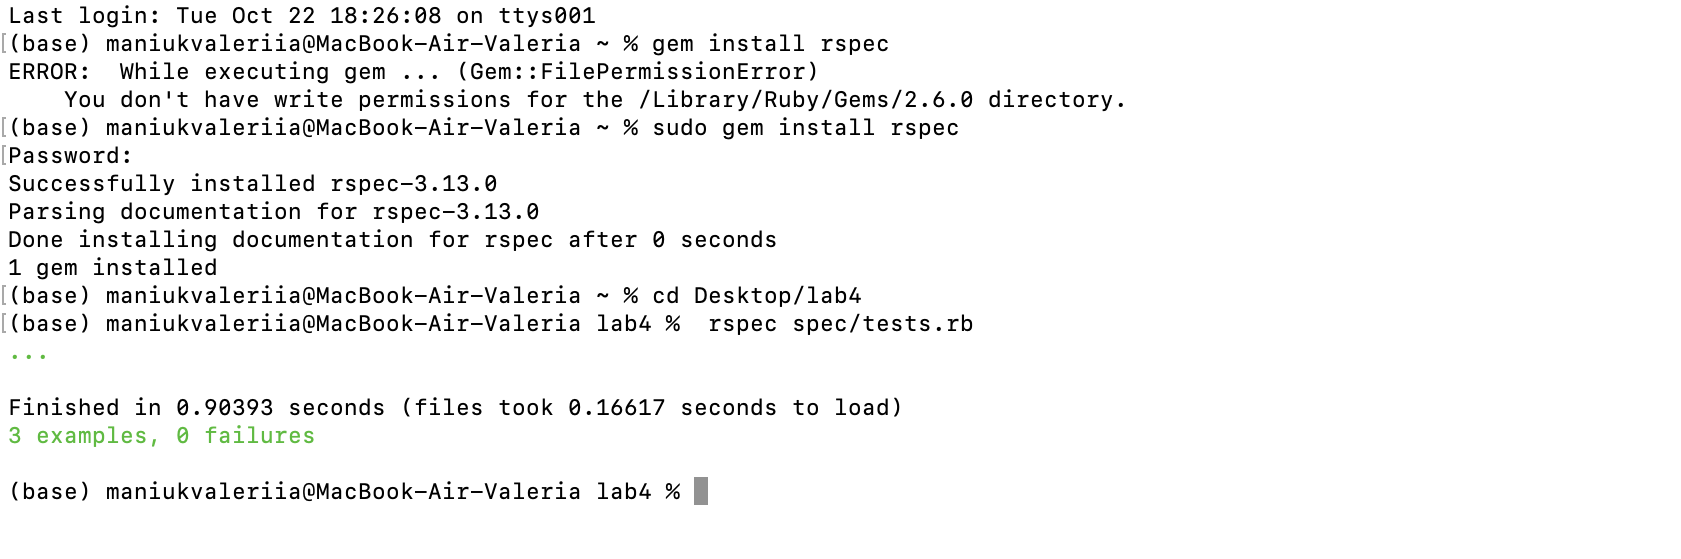 Last login: Tue Oct 22 18:26:08 on ttys001
[(base) maniukvaleriia@MacBook-Air-Valeria ~ % gem install rspec
ERROR:  While executing gem ... (Gem::FilePermissionError)
    You don't have write permissions for the /Library/Ruby/Gems/2.6.0 directory.
[(base) maniukvaleriia@MacBook-Air-Valeria ~ % sudo gem install rspec
[Password:
Successfully installed rspec-3.13.0
Parsing documentation for rspec-3.13.0
Done installing documentation for rspec after 0 seconds
1 gem installed
[(base) maniukvaleriia@MacBook-Air-Valeria ~ % cd Desktop/lab4
[(base) maniukvaleriia@MacBook-Air-Valeria lab4 %  rspec spec/tests.rb
...
Finished in 0.90393 seconds (files took 0.16617 seconds to load)
3 examples, 0 failures
(base) maniukvaleriia@MacBook-Air-Valeria lab4 %